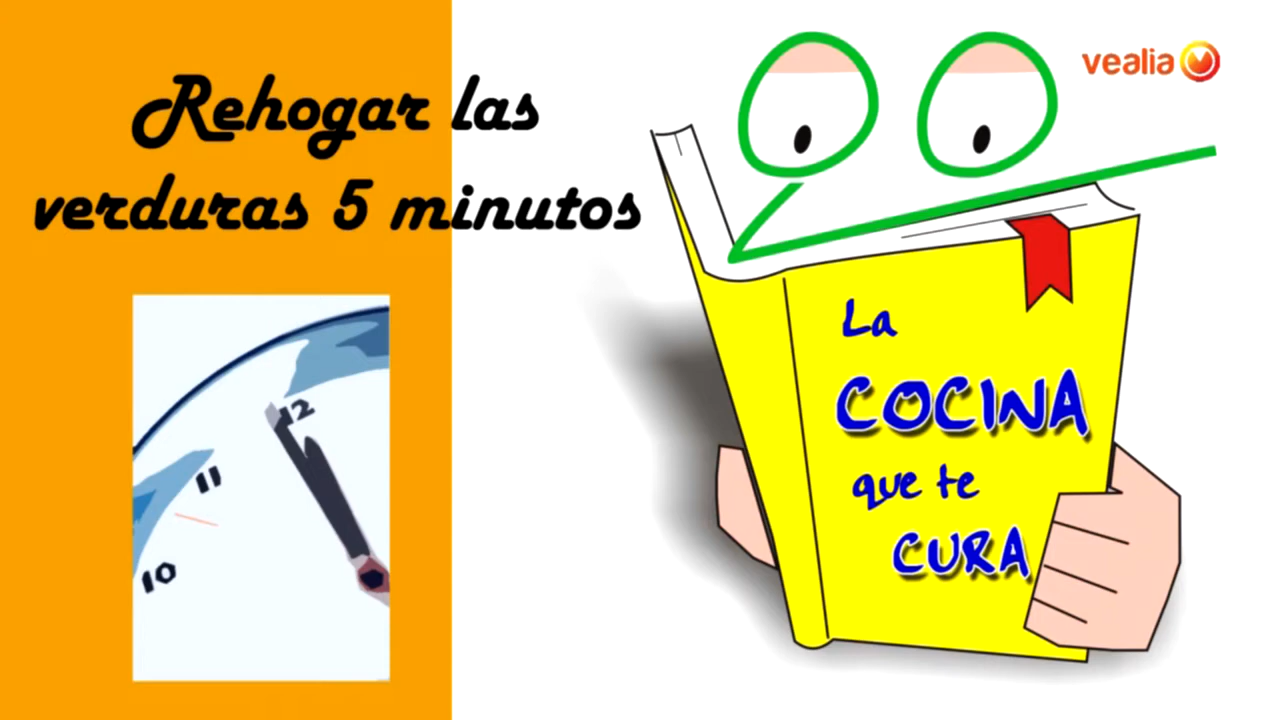 Rehogar las
verduras 5 minutos
vealia
La
COCINA
que te
CURA
12
11
10